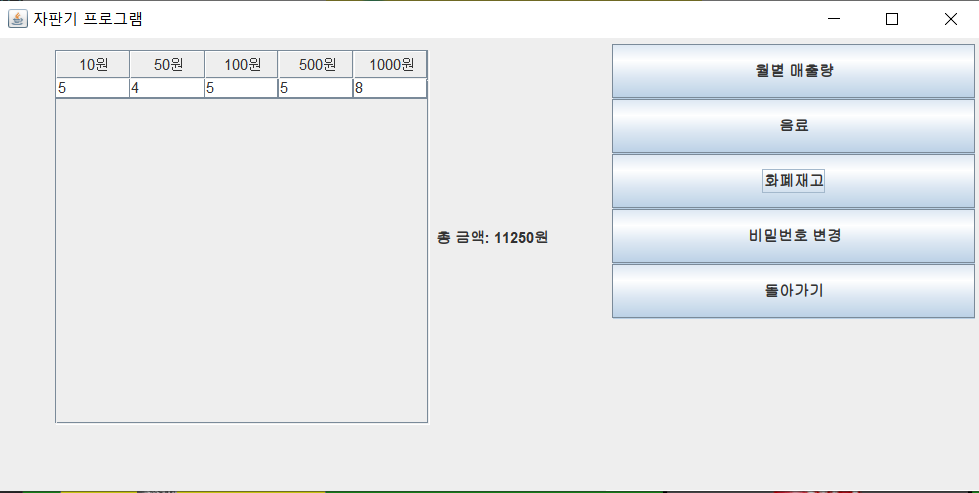 자판기 프로그램
10원 50원 100원 500원 1000원
5 4 5 5 8
총 금액: 11250원
월별 매출량
음료
화폐재고
비밀번호 변경
돌아가기